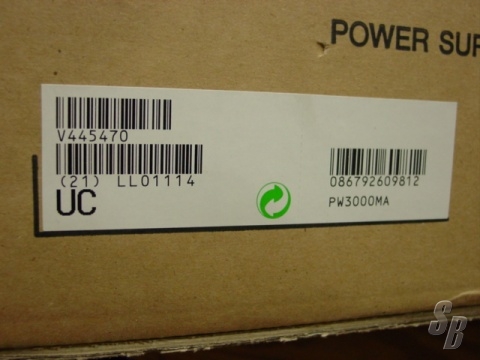 POWER SUP
V445470
(21) LL01114
UC
086792609812
PW3000MA
SB